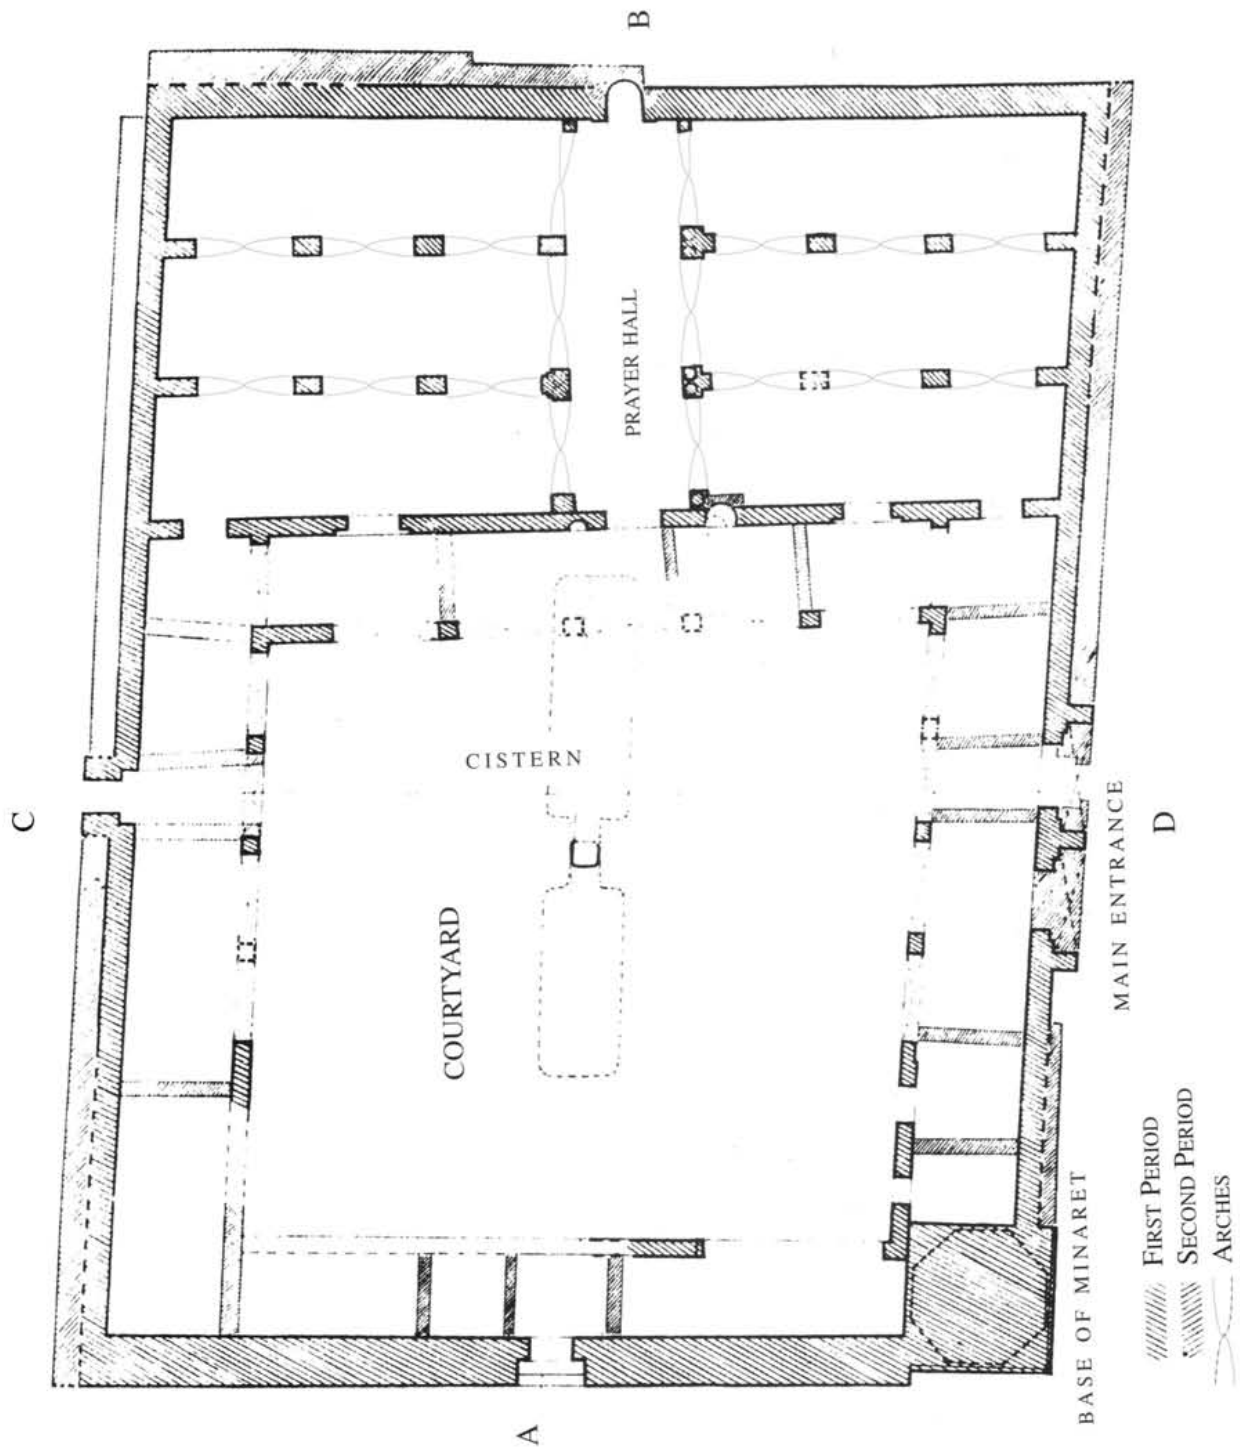 B
PRAYER HALL
CISTERN
C
COURTYARD
MAIN ENTRANCE
D
BASE OF MINARET
A
FIRST PERIOD
SECOND PERIOD
ARCHES